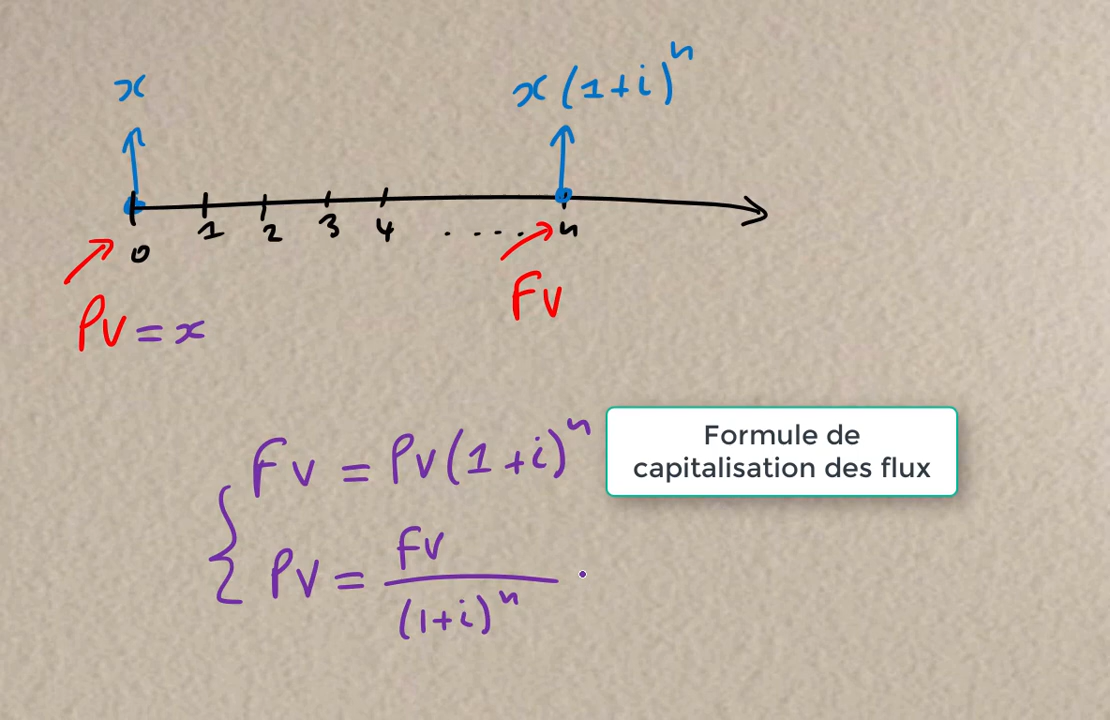 x
x(1+i)^n
0 1 2 3 4 ..... n
PV = x
FV
FV = PV(1+i)^n
Formule de
capitalisation des flux
PV = FV / (1+i)^n